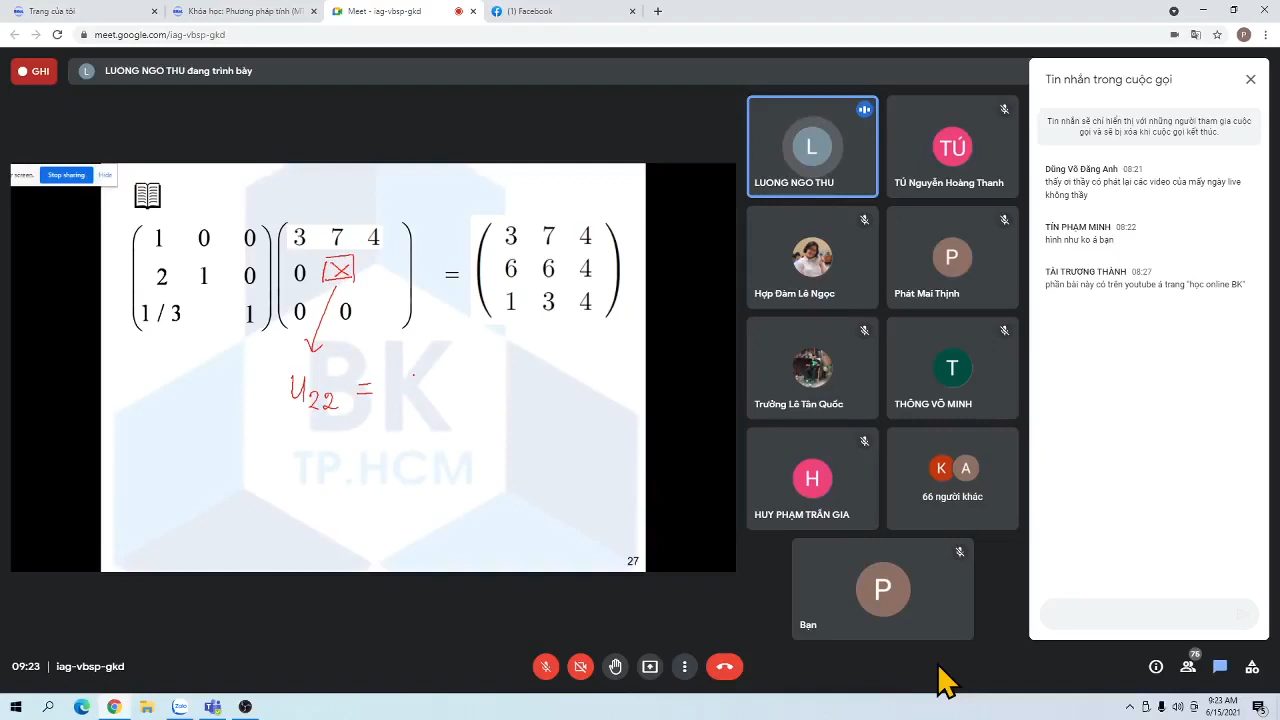 Trang của tôi
Khóa học: Phương pháp tính (MT
Meet - iag-vbsp-gkd
(1) Facebook
meet.google.com/iag-vbsp-gkd
P
GHI
L LUONG NGO THU đang trình bày
r screen. Stop sharing Hide
1 0 0 3 7 4 3 7 4
2 1 0 0 X = 6 6 4
1 / 3 1 0 0 1 3 4
u22 =
BK
TP.HCM
27
L
LUONG NGO THU
TÚ
TÚ Nguyễn Hoàng Thanh
Hợp Đàm Lê Ngọc
P
Phát Mai Thịnh
Trưởng Lê Tân Quốc
T
THÔNG VÕ MINH
H
HUY PHẠM TRẦN GIA
K A
66 người khác
P
Bạn
Tin nhắn trong cuộc gọi
Tin nhắn sẽ chỉ hiển thị với những người tham gia cuộc
gọi và sẽ bị xóa khi cuộc gọi kết thúc.
Dũng Võ Đăng Anh 08:21
thầy ơi thầy có phát lại các video của mấy ngày live
không thầy
TÍN PHẠM MINH 08:22
hình như ko á bạn
TÀI TRƯƠNG THÀNH 08:27
phần bài này có trên youtube á trang "học online BK"
09:23 iag-vbsp-gkd
75
Zalo
9:23 AM
6/15/2021
5